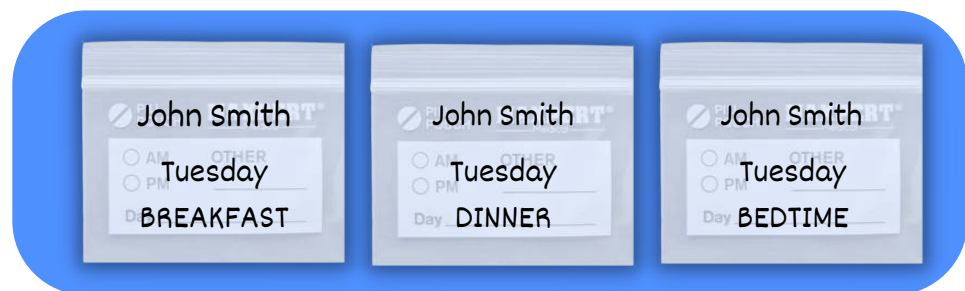 John Smith
Tuesday
BREAKFAST
AM
OTHER
PM
Day
John Smith
Tuesday
DINNER
AM
OTHER
PM
Day
John Smith
Tuesday
BEDTIME
AM
OTHER
PM
Day